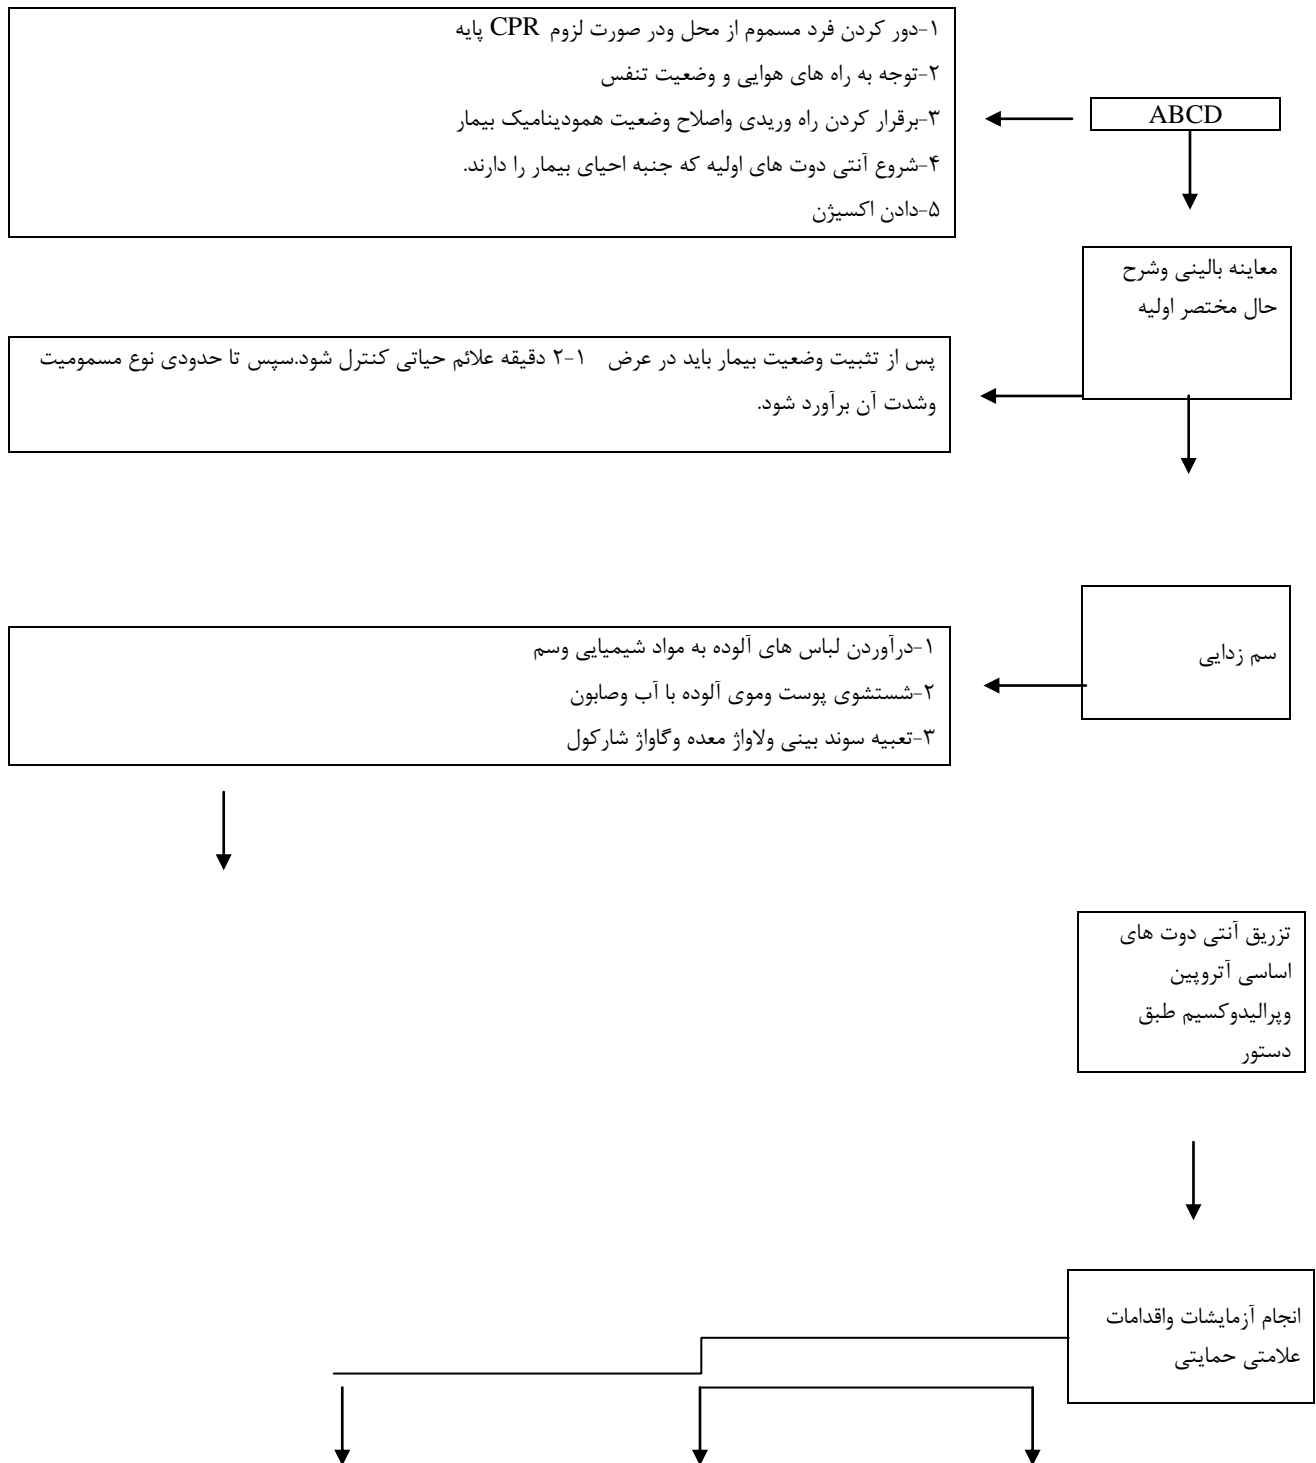 ABCD
۱-دور کردن فرد مسموم از محل ودر صورت لزوم CPR پایه
۲-توجه به راه های هوایی و وضعیت تنفس
۳-برقرار کردن راه وریدی واصلاح وضعیت همودینامیک بیمار
۴-شروع آنتی دوت های اولیه که جنبه احیای بیمار را دارند.
۵-دادن اکسیژن
معاینه بالینی وشرح
حال مختصر اولیه
پس از تثبیت وضعیت بیمار باید در عرض ۱-۲ دقیقه علائم حیاتی کنترل شود.سپس تا حدودی نوع مسمومیت
وشدت آن برآورد شود.
سم زدایی
۱-درآوردن لباس های آلوده به مواد شیمیایی وسم
۲-شستشوی پوست وموی آلوده با آب وصابون
۳-تعبیه سوند بینی ولاواژ معده وگاواژ شارکول
تزریق آنتی دوت های
اساسی آتروپین
وپرالیدوکسیم طبق
دستور
انجام آزمایشات واقدامات
علامتی حمایتی